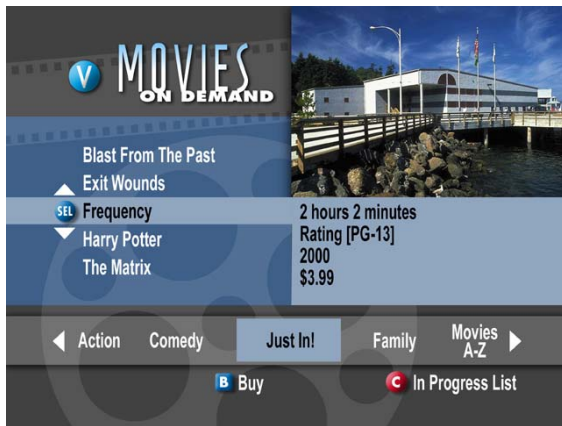 V MOVIES
ON DEMAND
Blast From The Past
Exit Wounds
SEL Frequency
Harry Potter
The Matrix
2 hours 2 minutes
Rating [PG-13]
2000
$3.99
Action Comedy Just In! Family Movies A-Z
B Buy C In Progress List